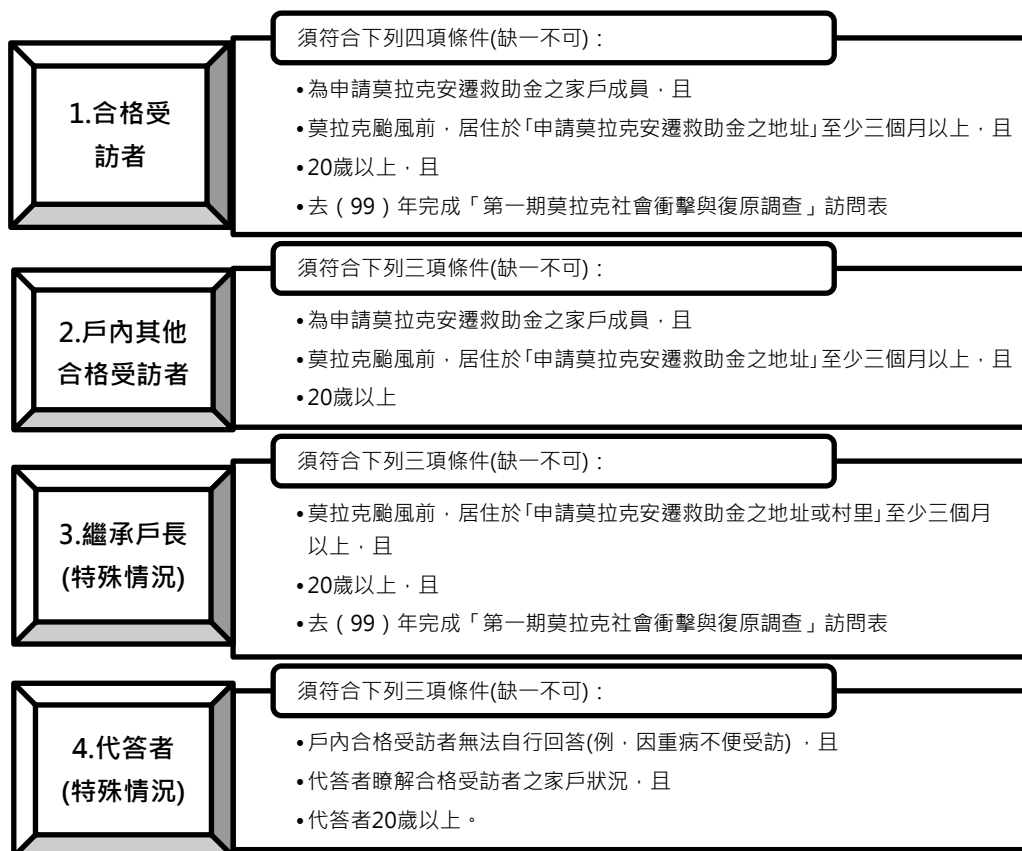 須符合下列四項條件(缺一不可)：
1.合格受
訪者
•為申請莫拉克安遷救助金之家戶成員，且
•莫拉克颱風前，居住於「申請莫拉克安遷救助金之地址」至少三個月以上，且
•20歲以上，且
•去（99）年完成「第一期莫拉克社會衝擊與復原調查」訪問表
須符合下列三項條件(缺一不可)：
2.戶內其他
合格受訪者
•為申請莫拉克安遷救助金之家戶成員，且
•莫拉克颱風前，居住於「申請莫拉克安遷救助金之地址」至少三個月以上，且
•20歲以上
須符合下列三項條件(缺一不可)：
3.繼承戶長
(特殊情況)
•莫拉克颱風前，居住於「申請莫拉克安遷救助金之地址或村里」至少三個月
以上，且
•20歲以上，且
•去（99）年完成「第一期莫拉克社會衝擊與復原調查」訪問表
須符合下列三項條件(缺一不可)：
4.代答者
(特殊情況)
•戶內合格受訪者無法自行回答(例，因重病不便受訪)，且
•代答者瞭解合格受訪者之家戶狀況，且
•代答者20歲以上。